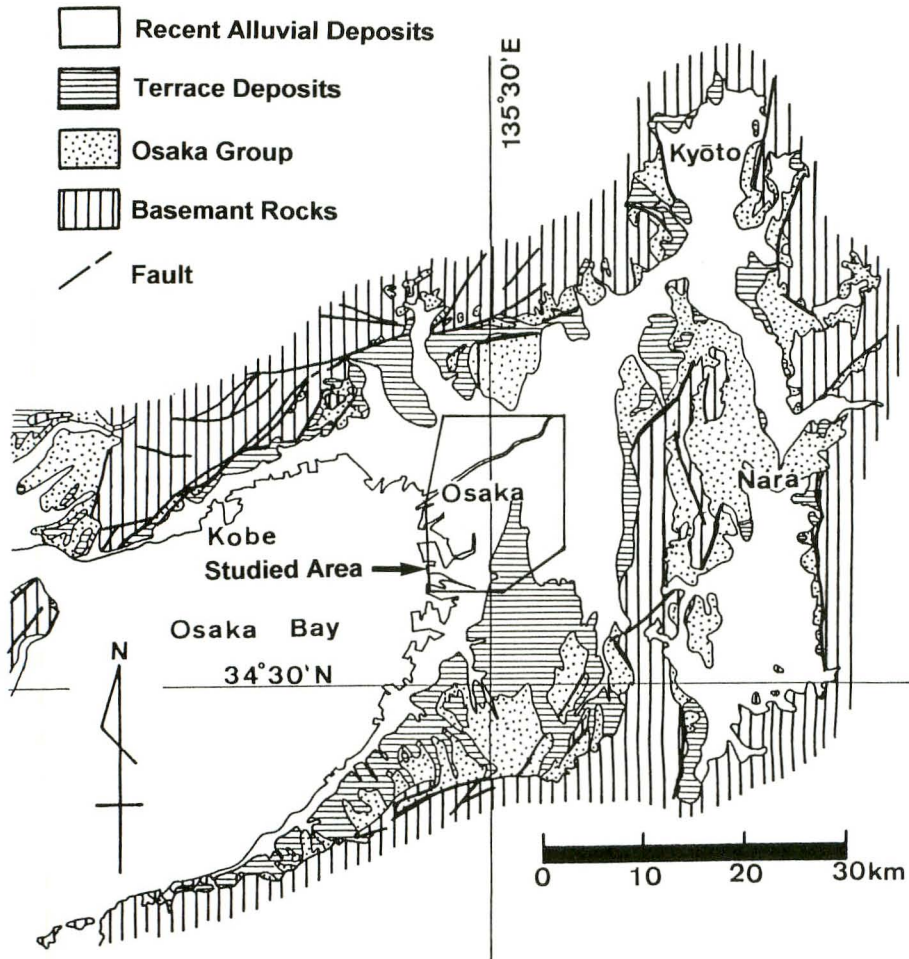 Recent Alluvial Deposits
Terrace Deposits
Osaka Group
Basemant Rocks
Fault
135°30'E
Kyōto
Nara
Osaka
Kobe
Studied Area
Osaka Bay
N
34°30'N
0 10 20 30km